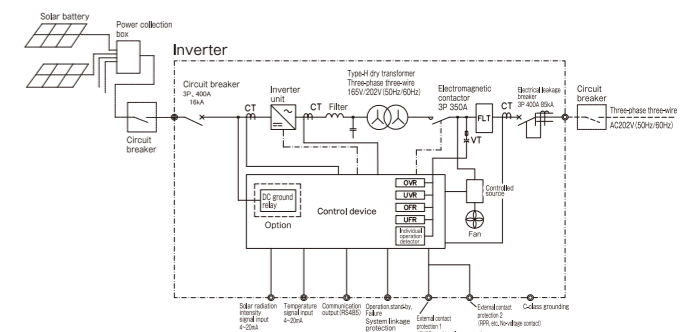 Solar battery
Power collection
box
Inverter
Circuit breaker
3P、400A
16kA
CT
Inverter
unit
CT
Filter
Type-H dry transformer
Three-phase three-wire
165V/202V(50Hz/60Hz)
Electromagnetic
contactor
3P 350A
FLT
CT
Electrical leakage
breaker
3P 400A 85kA
Circuit
breaker
Three-phase three-wire
AC202V(50Hz/60Hz)
Circuit
breaker
VT
DC ground
relay
Option
Control device
OVR
UVR
OFR
UFR
Individual
operation
detector
Controlled
source
Fan
Solar radiation
intensity
signal input
4~20mA
Temperature
signal input
4~20mA
Communication
output (RS485)
Operation,stand-by,
Failure
System linkage
protection
External contact
protection 1
External contact
protection 2
(RPR, etc. No-voltage contact)
C-class grounding